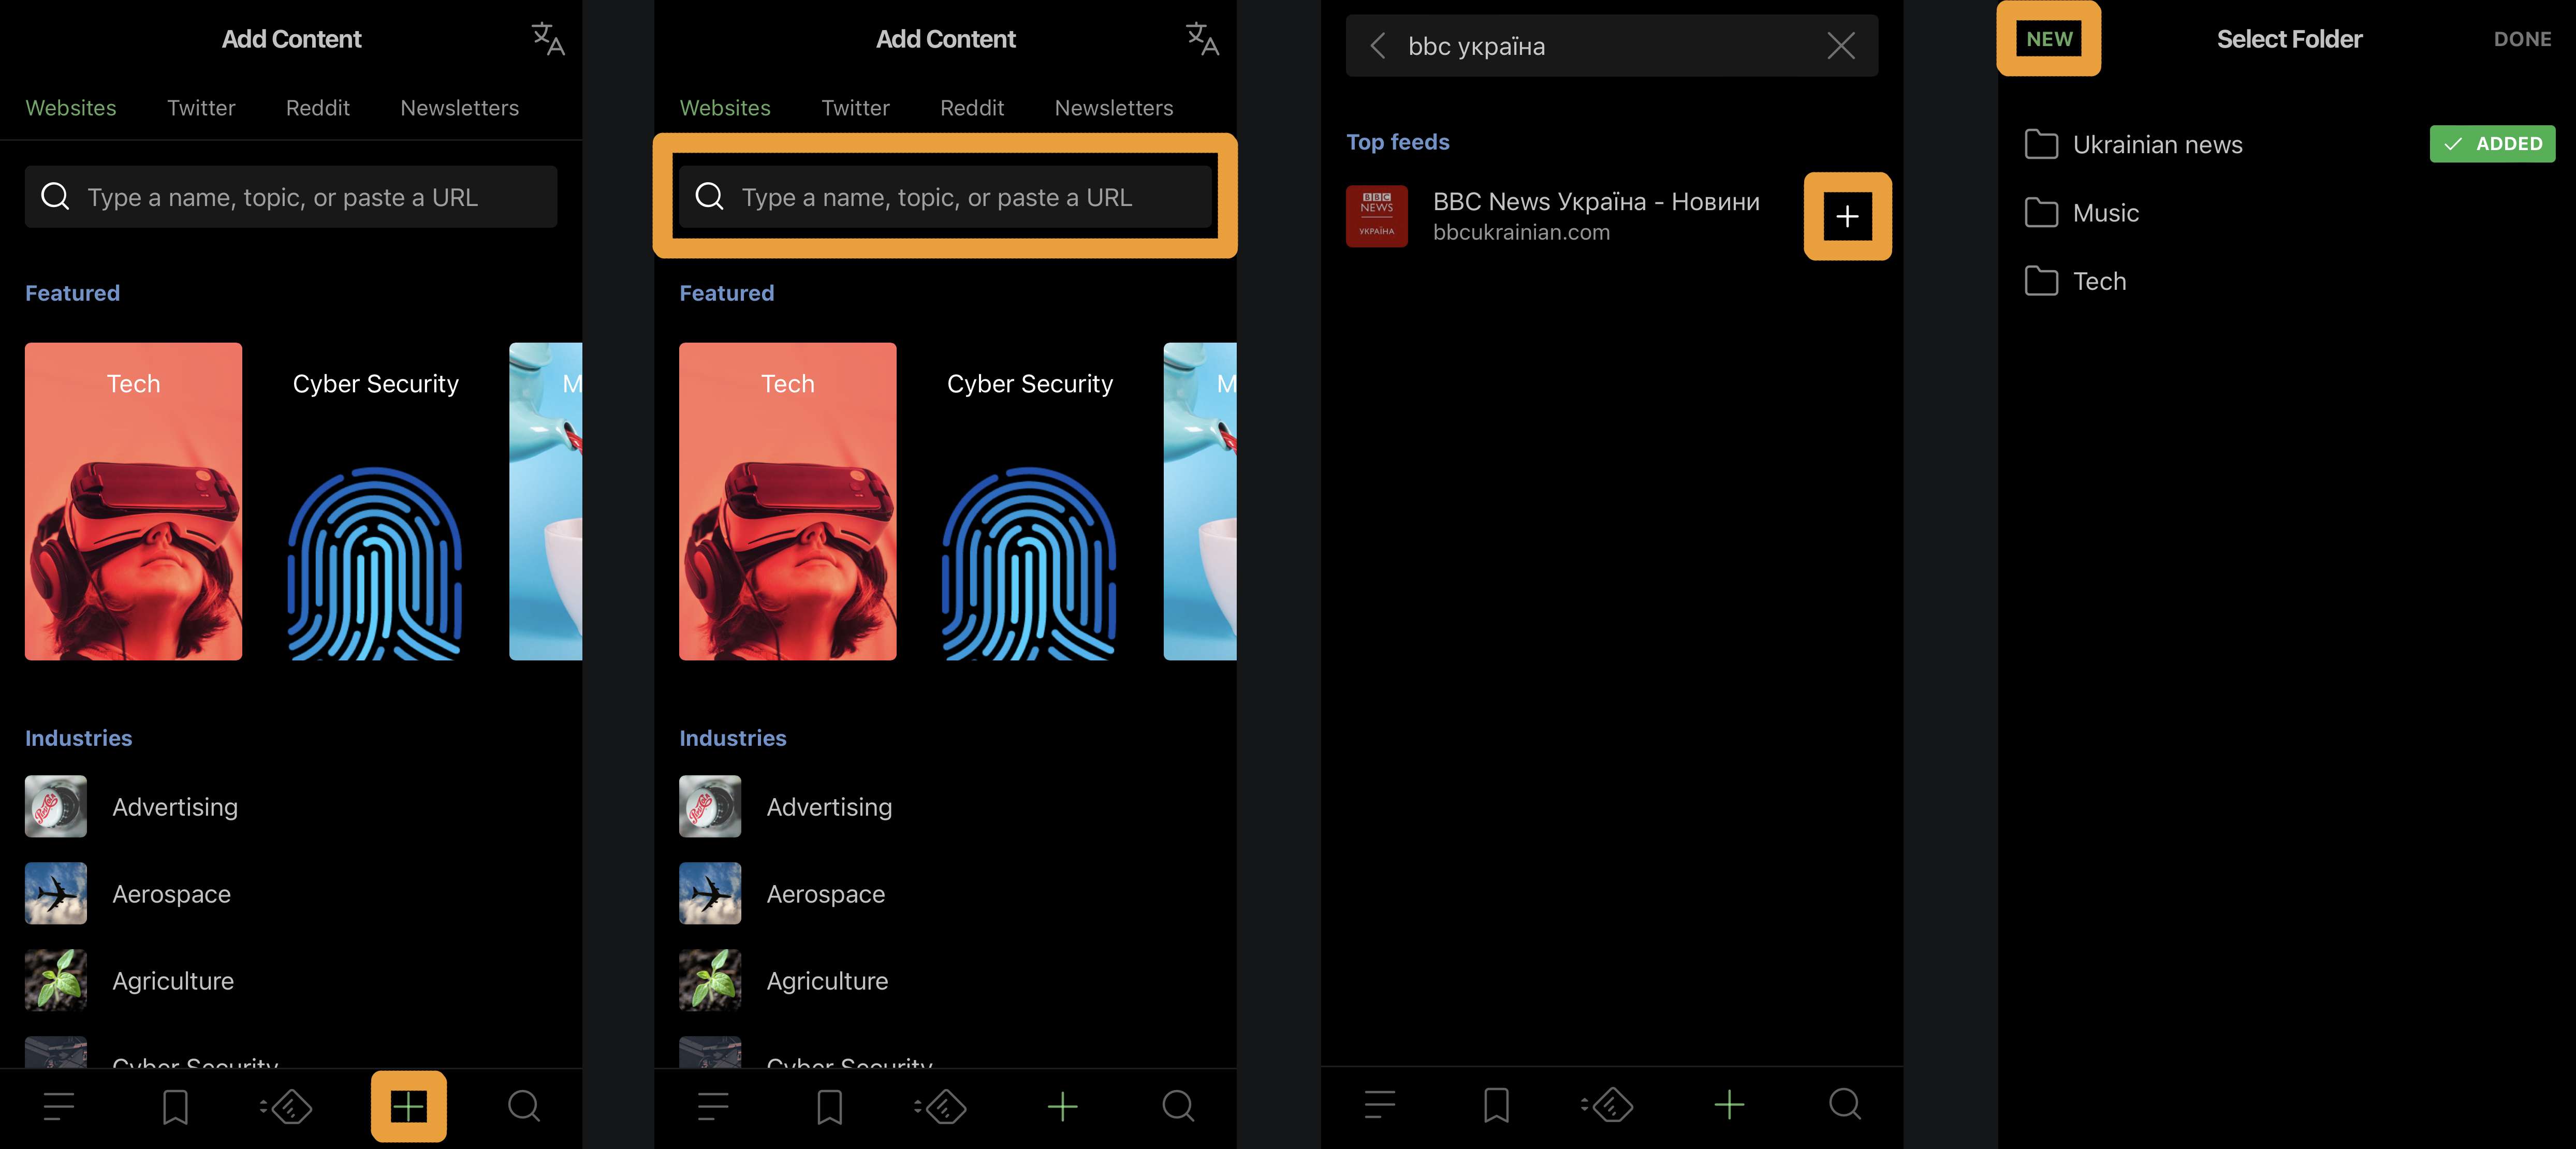 Add Content
Websites Twitter Reddit Newsletters
Type a name, topic, or paste a URL
Featured
Tech
Cyber Security
M
Industries
Advertising
Aerospace
Agriculture
Cyber Security
Add Content
Websites Twitter Reddit Newsletters
Type a name, topic, or paste a URL
Featured
Tech
Cyber Security
M
Industries
Advertising
Aerospace
Agriculture
Cyber Security
bbc україна
Top feeds
BBC
NEWS
УКРАЇНА
BBC News Україна - Новини
bbcukrainian.com
NEW Select Folder DONE
Ukrainian news ADDED
Music
Tech